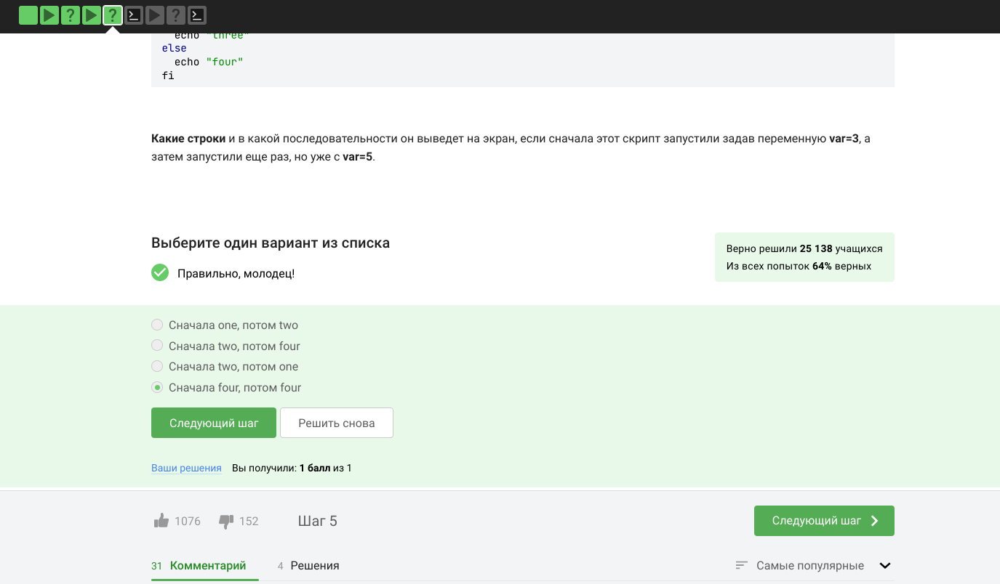 echo "three"
else
echo "four"
fi
Какие строки и в какой последовательности он выведет на экран, если сначала этот скрипт запустили задав переменную var=3, а
затем запустили еще раз, но уже с var=5.
Выберите один вариант из списка
Верно решили 25 138 учащихся
Из всех попыток 64% верных
Правильно, молодец!
Сначала one, потом two
Сначала two, потом four
Сначала two, потом one
Сначала four, потом four
Следующий шаг
Решить снова
Ваши решения Вы получили: 1 балл из 1
1076 152 Шаг 5
Следующий шаг
31 Комментарий 4 Решения
Самые популярные